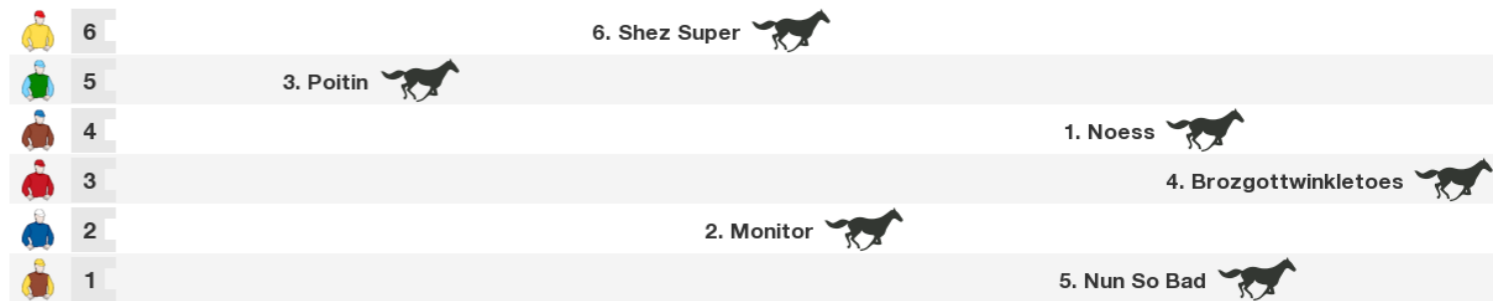 6 6. Shez Super
5 3. Poitin
4 1. Noess
3 4. Brozgottwinkletoes
2 2. Monitor
1 5. Nun So Bad